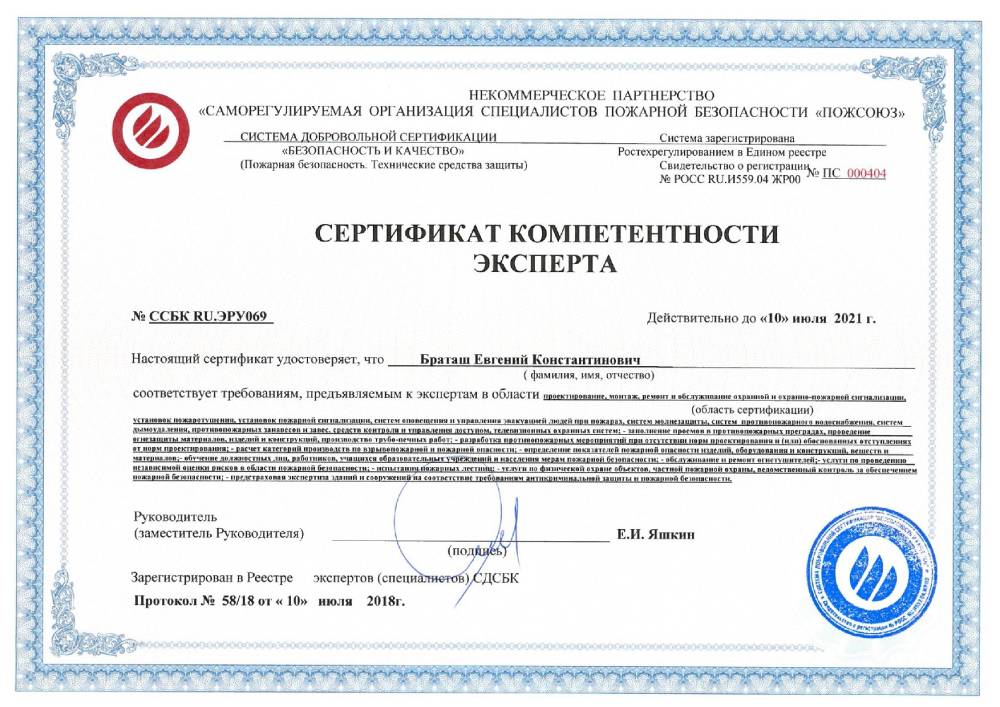 НЕКОММЕРЧЕСКОЕ ПАРТНЕРСТВО
«САМОРЕГУЛИРУЕМАЯ ОРГАНИЗАЦИЯ СПЕЦИАЛИСТОВ ПОЖАРНОЙ БЕЗОПАСНОСТИ «ПОЖСОЮЗ»
СИСТЕМА ДОБРОВОЛЬНОЙ СЕРТИФИКАЦИИ
«БЕЗОПАСНОСТЬ И КАЧЕСТВО»
(Пожарная безопасность. Технические средства защиты)
Система зарегистрирована
Ростехрегулированием в Едином реестре
Свидетельство о регистрации
№ РОСС RU.И559.04 ЖР00
№ ПС 000404
СЕРТИФИКАТ КОМПЕТЕНТНОСТИ
ЭКСПЕРТА
№ ССБК RU.ЭРУ069
Действительно до «10» июля 2021 г.
Настоящий сертификат удостоверяет, что Браташ Евгений Константинович
( фамилия, имя, отчество)
соответствует требованиям, предъявляемым к экспертам в области проектирование, монтаж, ремонт и обслуживание охранной и охранно-пожарной сигнализации,
(область сертификации)
установок пожаротушения, установок пожарной сигнализации, систем оповещения и управления эвакуацией людей при пожарах, систем молниезащиты, систем противопожарного водоснабжения, систем
дымоудаления, противопожарных занавесов и завес, средств контроля и управления доступом, телевизионных охранных систем; - заполнение проемов в противопожарных преградах, проведение
огнезащиты материалов, изделий и конструкций, производство трубо-печных работ; - разработка противопожарных мероприятий при отсутствии норм проектирования и (или) обоснованных отступлениях
от норм проектирования; - расчет категорий производств по взрывопожарной и пожарной опасности; - определение показателей пожарной опасности изделий, оборудования и конструкций, веществ и
материалов;- обучение должностных лиц, работников, учащихся образовательных учреждений и населения мерам пожарной безопасности; - обслуживание и ремонт огнетушителей;- услуги по проведению
независимой оценки рисков в области пожарной безопасности; - испытания пожарных лестниц; - услуги по физической охране объектов, частной пожарной охраны, ведомственный контроль за обеспечением
пожарной безопасности; - предстраховая экспертиза зданий и сооружений на соответствие требованиям антикриминальной защиты и пожарной безопасности.
Руководитель
(заместитель Руководителя)
Е.И. Яшкин
(подпись)
Зарегистрирован в Реестре экспертов (специалистов) СДСБК
Протокол № 58/18 от « 10» июля 2018г.